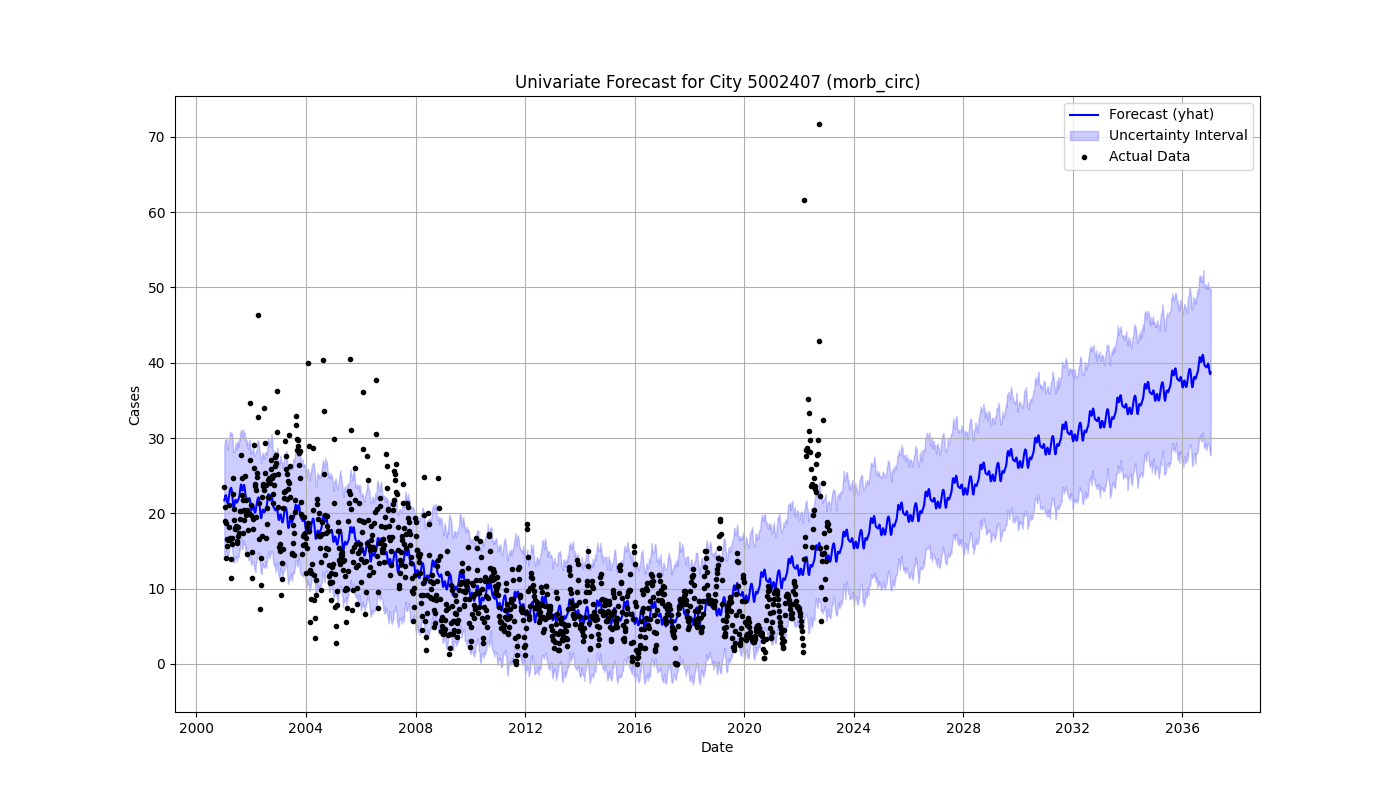 Univariate Forecast for City 5002407 (morb_circ)
Forecast (yhat)
Uncertainty Interval
Actual Data
Cases
70
60
50
40
30
20
10
0
2000 2004 2008 2012 2016 2020 2024 2028 2032 2036
Date